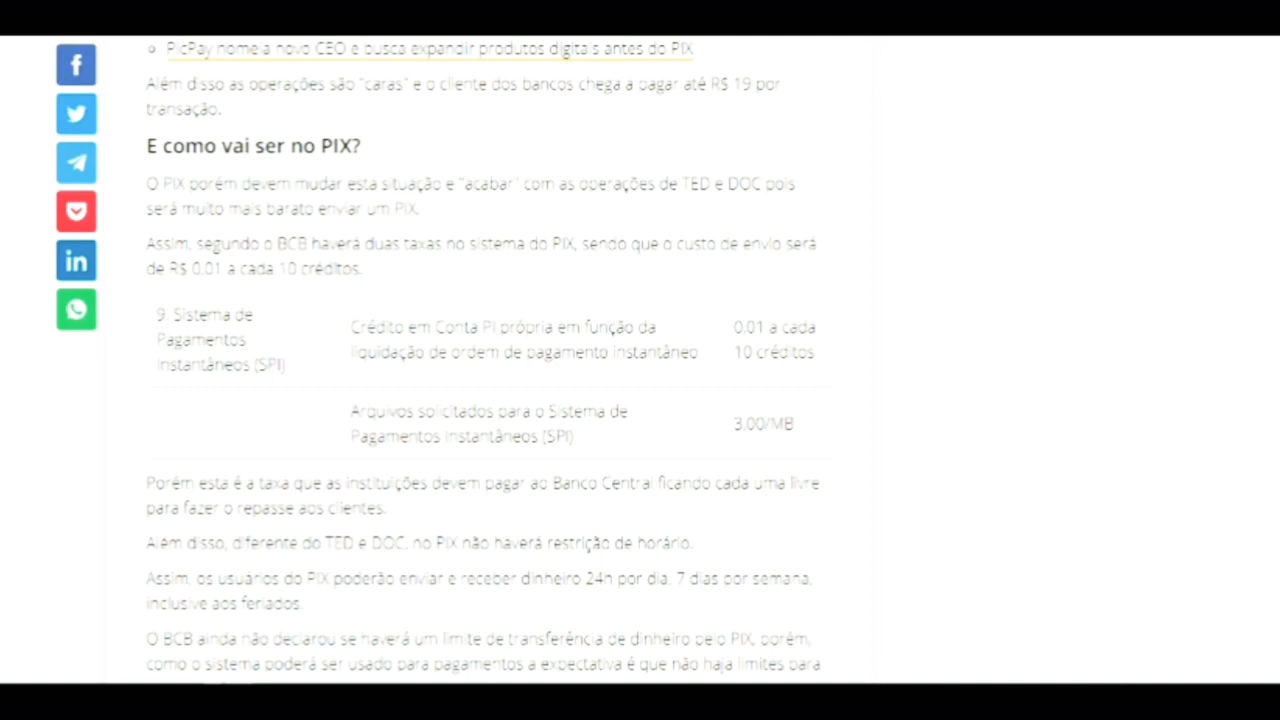 PicPay nomeia novo CEO e busca expandir produtos digitais antes do PIX
Além disso as operações são "caras" e o cliente dos bancos chega a pagar até R$ 19 por
transação.
E como vai ser no PIX?
O PIX porém devem mudar esta situação e "acabar" com as operações de TED e DOC pois
será muito mais barato enviar um PIX.
Assim, segundo o BCB haverá duas taxas no sistema do PIX, sendo que o custo de envio será
de R$ 0,01 a cada 10 créditos.
9. Sistema de
Pagamentos
Instantâneos (SPI)
Crédito em Conta PI própria em função da
liquidação de ordem de pagamento instantâneo
0,01 a cada
10 créditos
Arquivos solicitados para o Sistema de
Pagamentos Instantâneos (SPI)
3,00/MB
Porém esta é a taxa que as instituições devem pagar ao Banco Central ficando cada uma livre
para fazer o repasse aos clientes.
Além disso, diferente do TED e DOC, no PIX não haverá restrição de horário.
Assim, os usuários do PIX poderão enviar e receber dinheiro 24h por dia, 7 dias por semana,
inclusive aos feriados.
O BCB ainda não declarou se haverá um limite de transferência de dinheiro pelo PIX, porém,
como o sistema poderá ser usado para pagamentos a expectativa é que não haja limites para